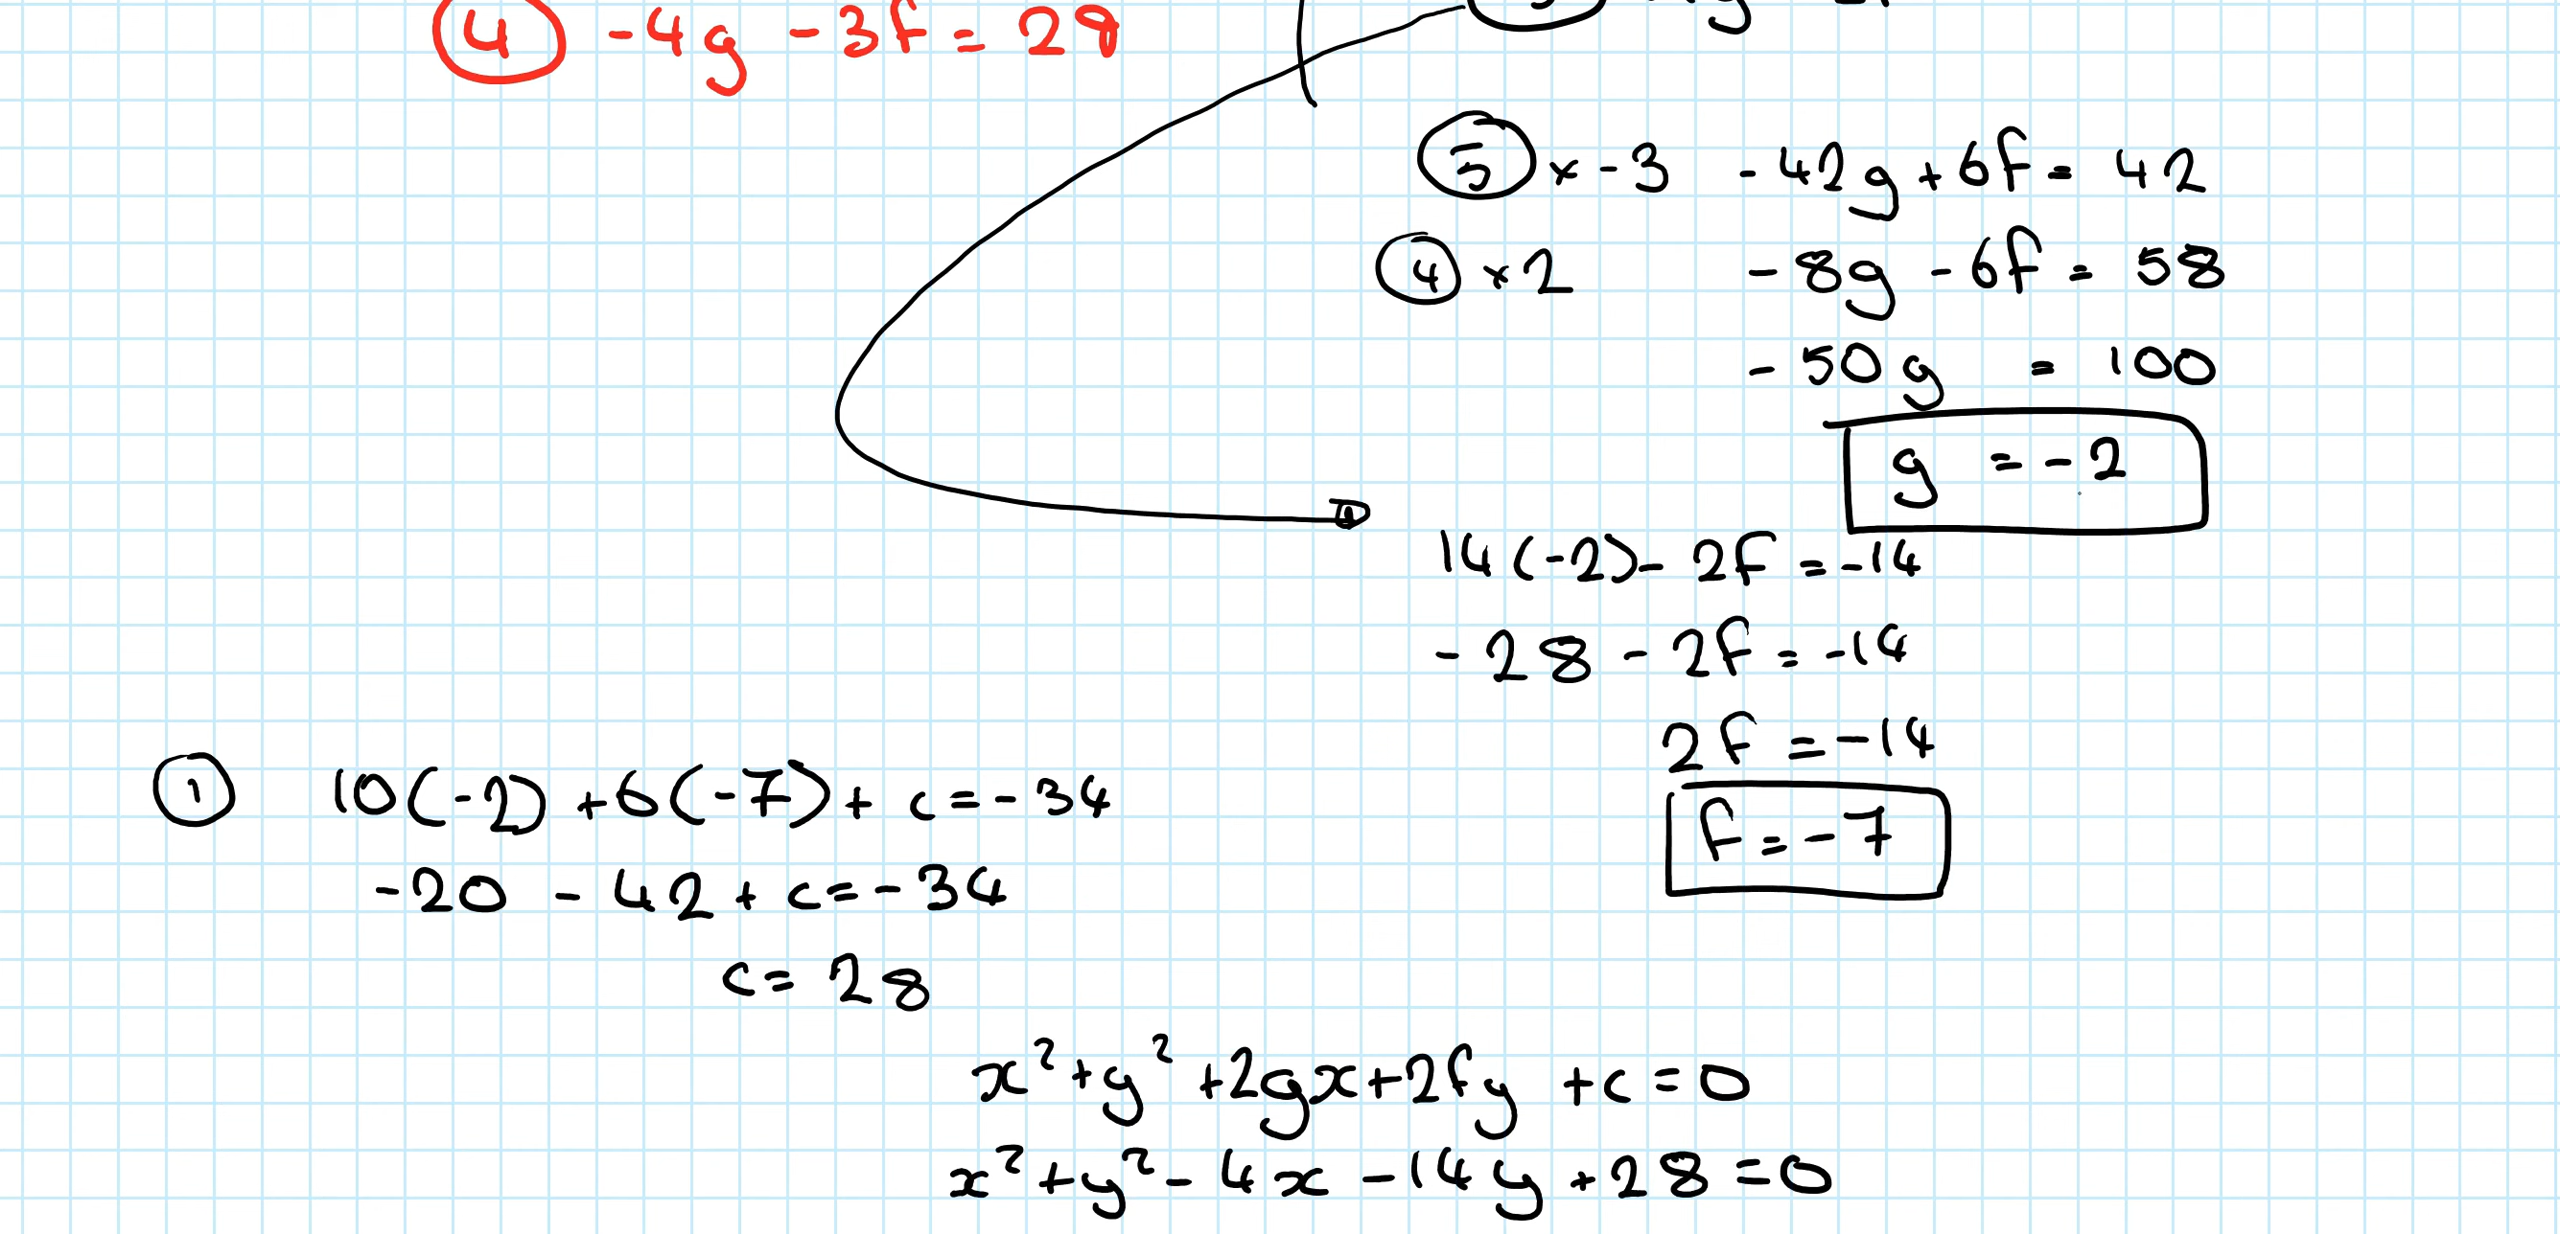 ④ -4g - 3f = 29
⑤ × -3 -42g + 6f = 42
④ × 2 -8g - 6f = 58
-50g = 100
g = -2
14(-2) - 2f = -14
-28 - 2f = -14
2f = -14
f = -7
① 10(-2) + 6(-7) + c = -34
-20 - 42 + c = -34
c = 28
x² + y² + 2gx + 2fy + c = 0
x² + y² - 4x - 14y + 28 = 0